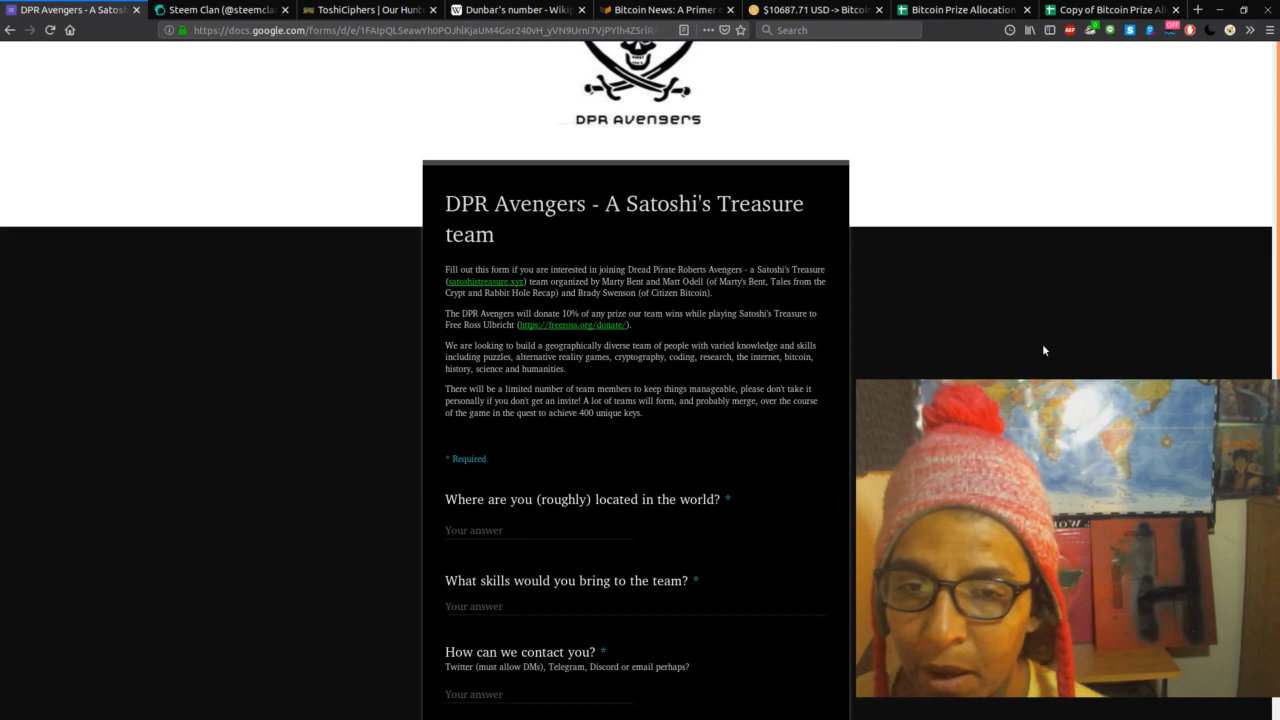 DPR Avengers - A Satosh
Steem Clan (@steemcla
ToshiCiphers | Our Hunt
Dunbar's number - Wikip
Bitcoin News: A Primer o
$10687.71 USD -> Bitcoin
Bitcoin Prize Allocation
Copy of Bitcoin Prize All
Search
OFF
DPR AVENGERS
DPR Avengers - A Satoshi's Treasure
team
Fill out this form if you are interested in joining Dread Pirate Roberts Avengers - a Satoshi's Treasure
(satoshistreasure.xyz) team organized by Marty Bent and Matt Odell (of Marty's Bent, Tales from the
Crypt and Rabbit Hole Recap) and Brady Swenson (of Citizen Bitcoin).
The DPR Avengers will donate 10% of any prize our team wins while playing Satoshi's Treasure to
Free Ross Ulbricht (https://freeross.org/donate/).
We are looking to build a geographically diverse team of people with varied knowledge and skills
including puzzles, alternative reality games, cryptography, coding, research, the internet, bitcoin,
history, science and humanities.
There will be a limited number of team members to keep things manageable, please don't take it
personally if you don't get an invite! A lot of teams will form, and probably merge, over the course
of the game in the quest to achieve 400 unique keys.
* Required
Where are you (roughly) located in the world? *
Your answer
What skills would you bring to the team? *
Your answer
How can we contact you? *
Twitter (must allow DMs), Telegram, Discord or email perhaps?
Your answer